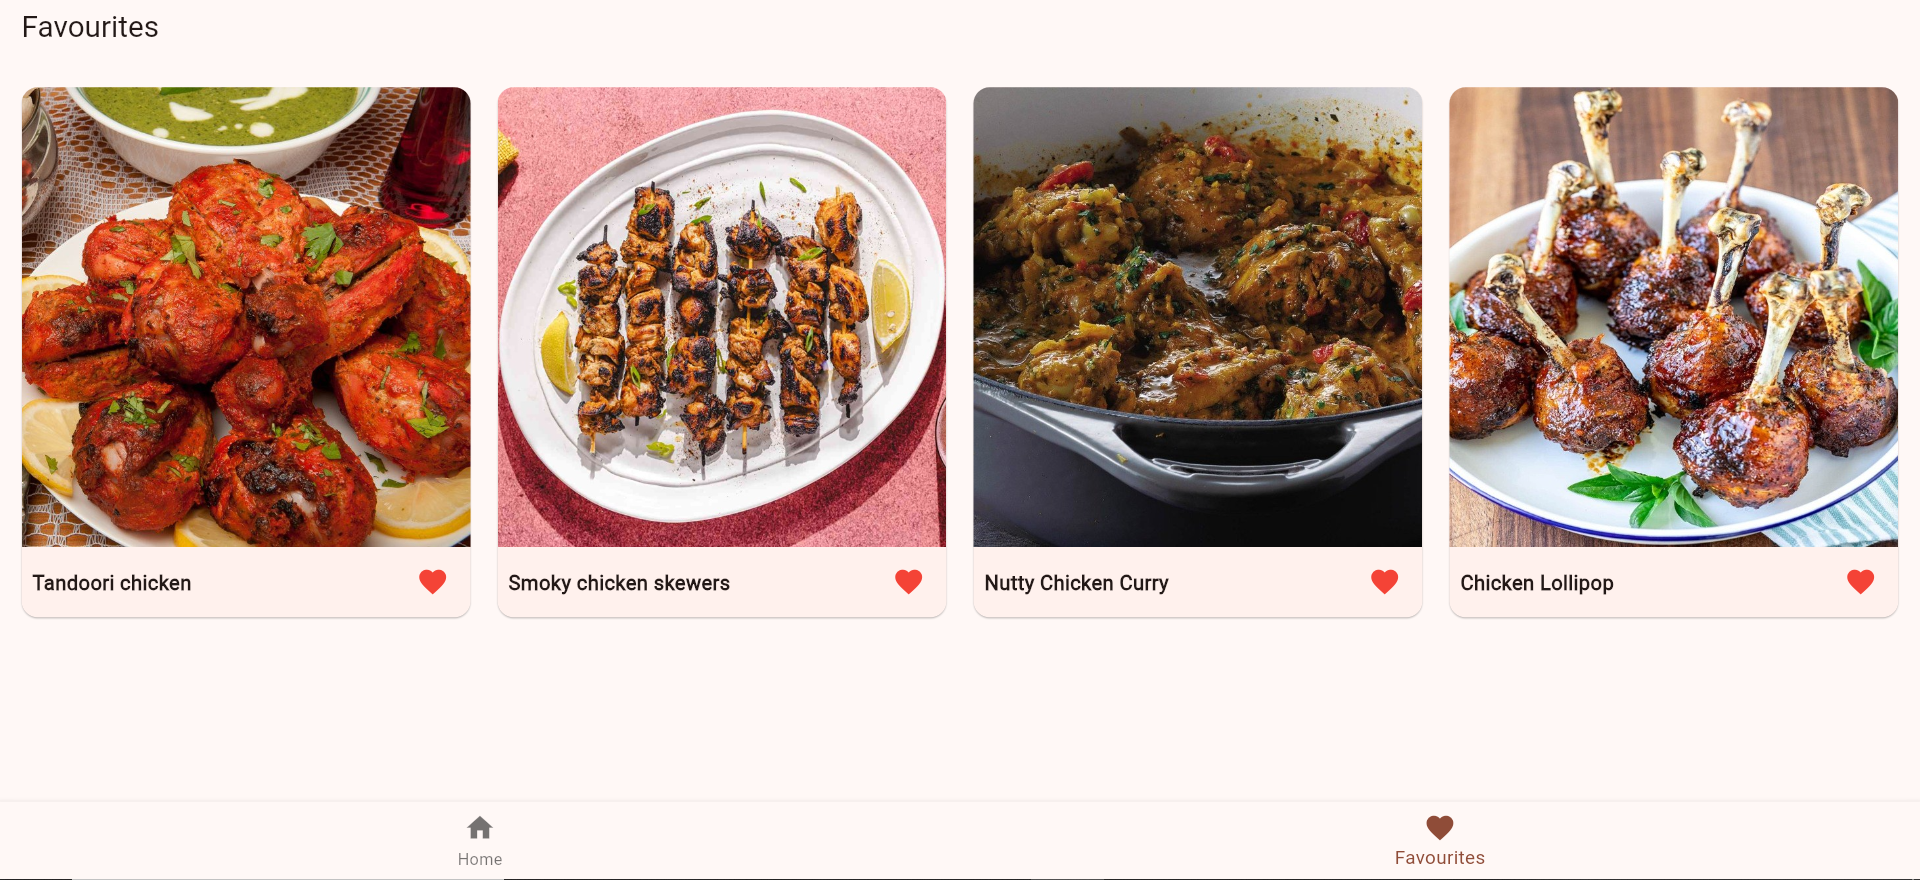 Favourites
Tandoori chicken
Smoky chicken skewers
Nutty Chicken Curry
Chicken Lollipop
Home
Favourites